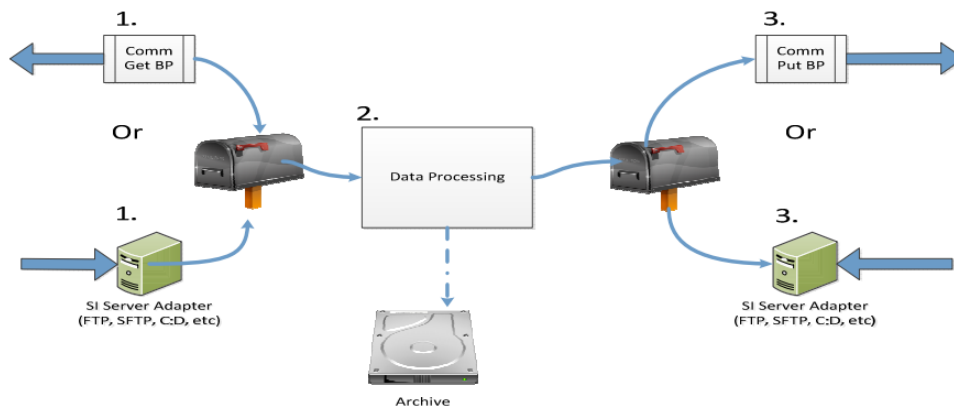 1.
Comm
Get BP
Or
1.
SI Server Adapter
(FTP, SFTP, C:D, etc)
2.
Data Processing
Archive
3.
Comm
Put BP
Or
3.
SI Server Adapter
(FTP, SFTP, C:D, etc)